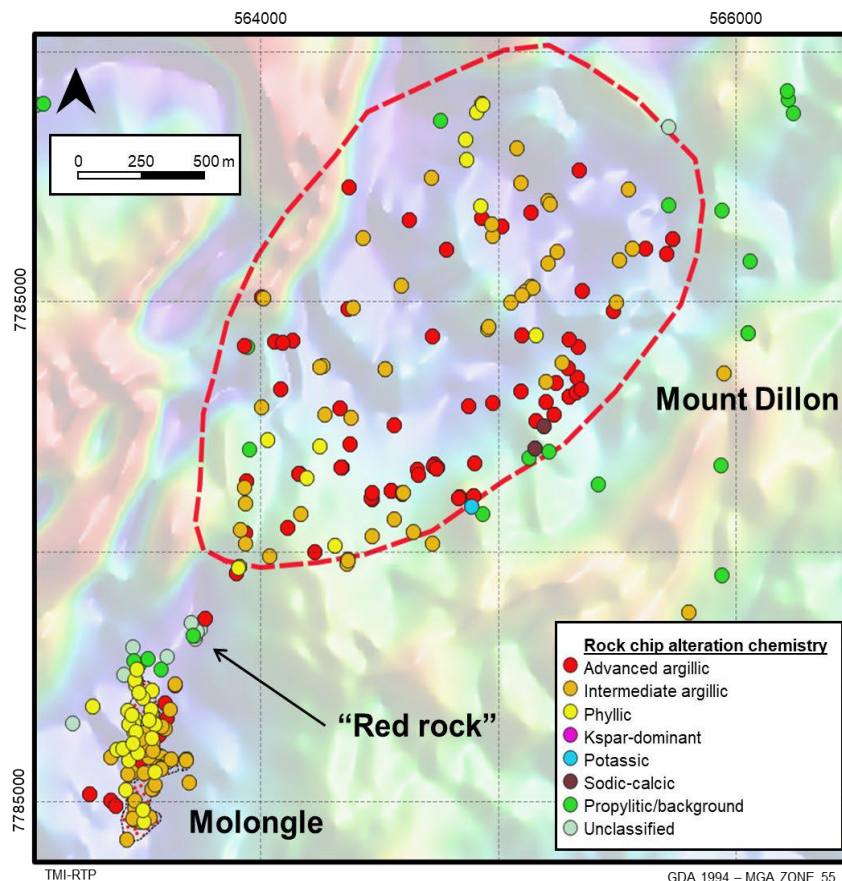 564000 566000
0 250 500 m
7785000
Mount Dillon
"Red rock"
Molongle
7785000
Rock chip alteration chemistry
Advanced argillic
Intermediate argillic
Phyllic
Kspar-dominant
Potassic
Sodic-calcic
Propylitic/background
Unclassified
TMI-RTP GDA 1994 – MGA ZONE 55